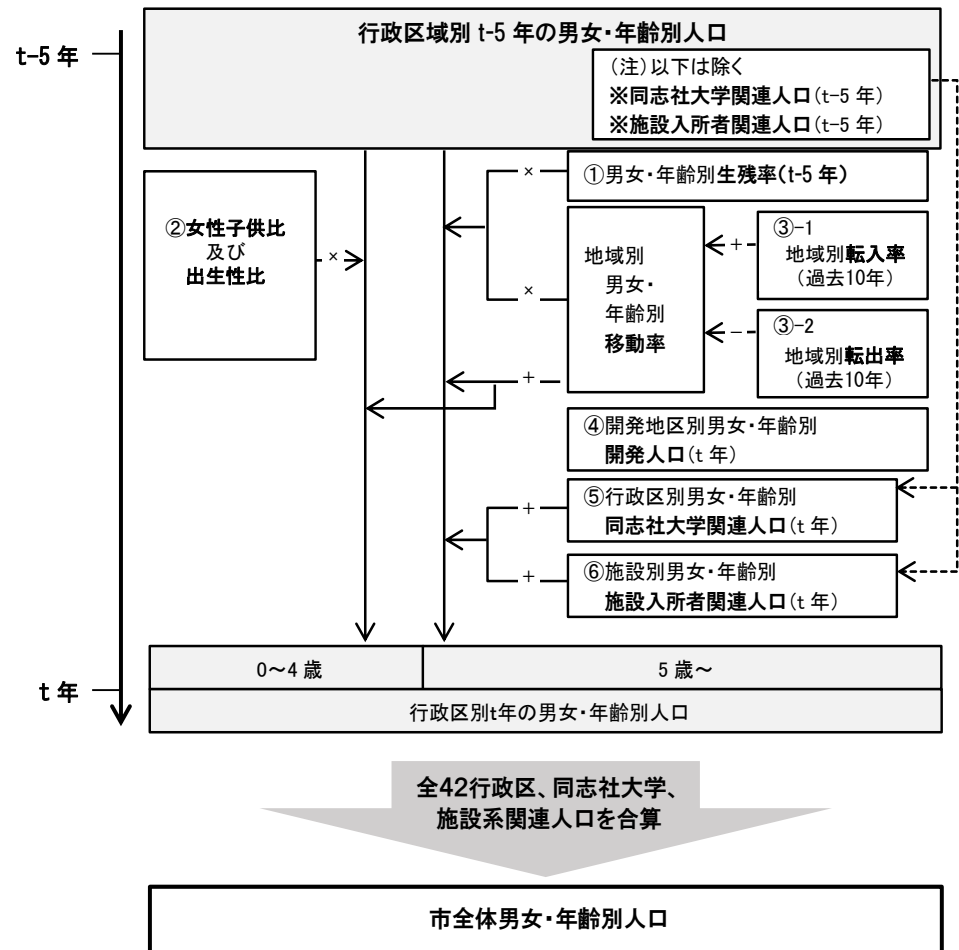 行政区域別 t-5 年の男女・年齢別人口
t-5 年
(注)以下は除く
※同志社大学関連人口(t-5 年)
※施設入所者関連人口(t-5 年)
×
①男女・年齢別生残率(t-5 年)
②女性子供比
及び
出生性比
×
地域別
男女・
年齢別
移動率
×
+
③-1
地域別転入率
(過去10年)
−
③-2
地域別転出率
(過去10年)
+
④開発地区別男女・年齢別
開発人口(t 年)
+
⑤行政区別男女・年齢別
同志社大学関連人口(t 年)
+
⑥施設別男女・年齢別
施設入所者関連人口(t 年)
0~4 歳
5 歳~
t 年
行政区別t年の男女・年齢別人口
全42行政区、同志社大学、
施設系関連人口を合算
市全体男女・年齢別人口